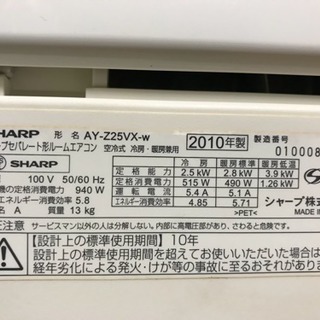 HARP 形名 AY-Z25VX-w 2010年製 製造番号
プセパレート形ルームエアコン 空冷式 冷房・暖房兼用 010008
SHARP 冷房 暖房 暖房低温
100 V 50/60 Hz 定格能力 2.5 kW 2.8 kW 3.9 kW
機の定格消費電力 940 W 定格消費電力 515 W 490 W 1.26 kW
エネルギー消費効率 5.8 運転電流 5.4 A 5.1 A
A 質量 13 kg エネルギー消費効率 4.85 5.71
>PET< シャープ株式
MADE IN
注意 サービスマン以外の人は分解しないでください。内部に高電圧部があり、さわると危険です。
【設計上の標準使用期間】10年
設計上の標準使用期間を超えてお使いいただいた場合は
経年劣化による発火・けが等の事故に至るおそれがあります